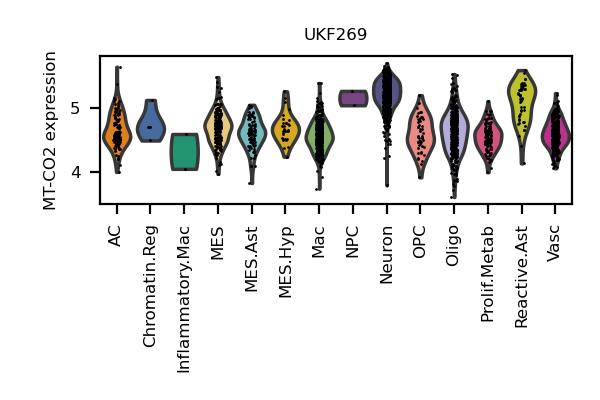 UKF269
MT-CO2 expression
5
4
AC
Chromatin.Reg
Inflammatory.Mac
MES
MES.Ast
MES.Hyp
Mac
NPC
Neuron
OPC
Oligo
Prolif.Metab
Reactive.Ast
Vasc